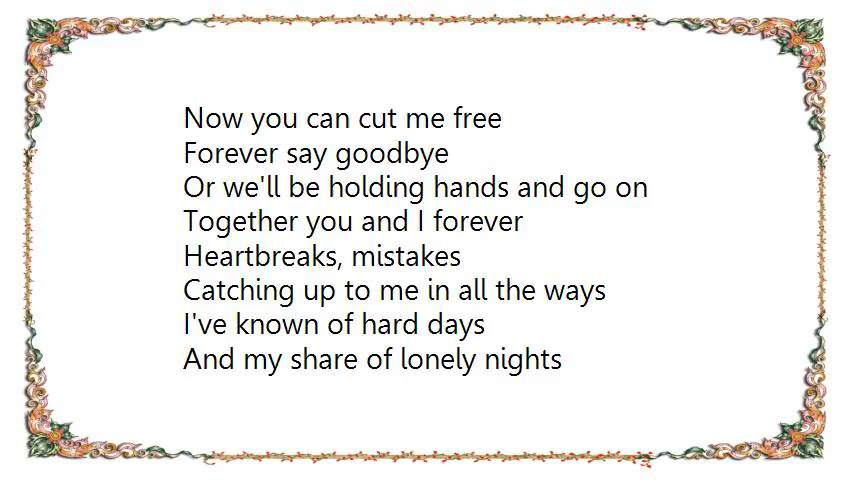 Now you can cut me free
Forever say goodbye
Or we'll be holding hands and go on
Together you and I forever
Heartbreaks, mistakes
Catching up to me in all the ways
I've known of hard days
And my share of lonely nights